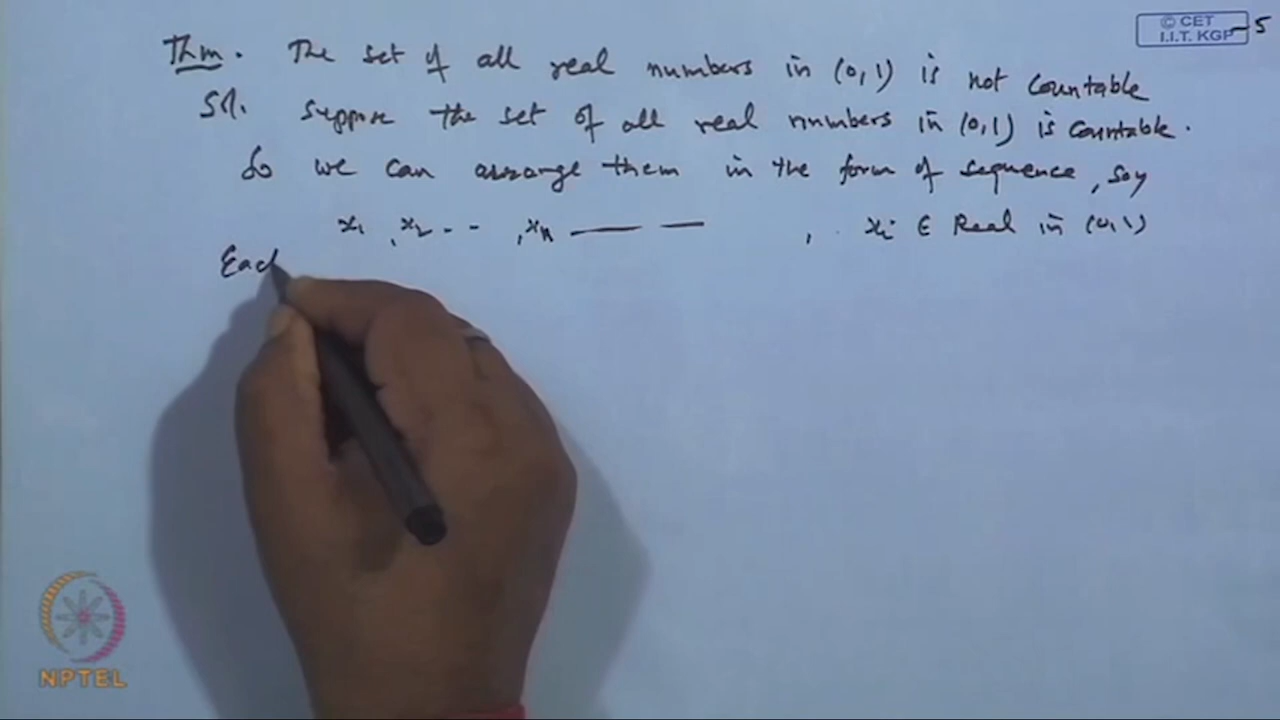 © CET
I.I.T. KGP
-5
Thm. The set of all real numbers in (0,1) is not countable
Sol. Suppose the set of all real numbers in (0,1) is countable.
So we can arrange them in the form of sequence, say
x₁, x₂ - - , xₙ — — , xᵢ ∈ Real in (0,1)
Each
NPTEL